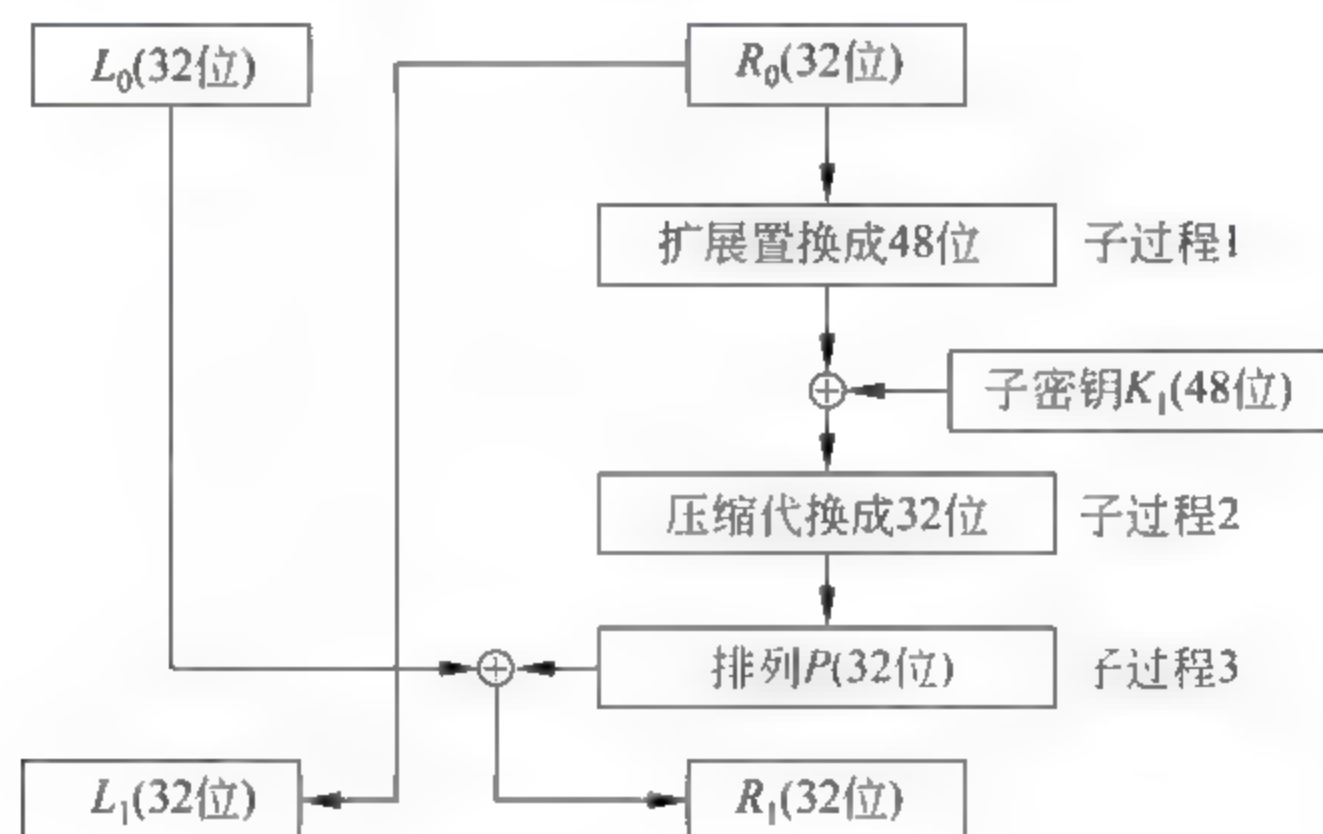 L₀(32位)
R₀(32位)
扩展置换成48位
子过程1
子密钥K₁(48位)
压缩代换成32位
子过程2
排列P(32位)
子过程3
L₁(32位)
R₁(32位)